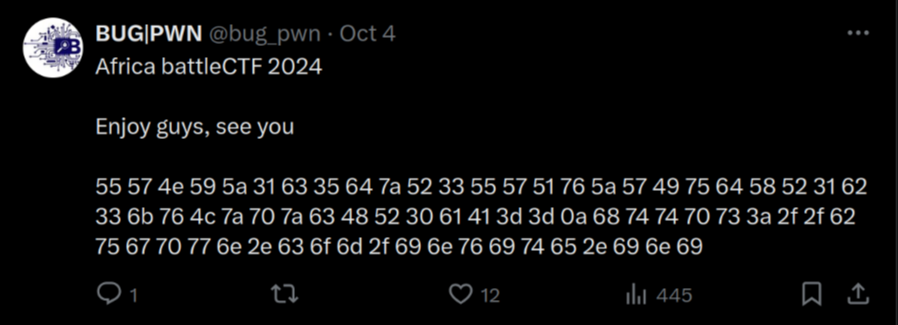 BUG|PWN @bug_pwn · Oct 4
Africa battleCTF 2024
Enjoy guys, see you
55 57 4e 59 5a 31 63 35 64 7a 52 33 55 57 51 76 5a 57 49 75 64 58 52 31 62
33 6b 76 4c 7a 70 7a 63 48 52 30 61 41 3d 3d 0a 68 74 74 70 73 3a 2f 2f 62
75 67 70 77 6e 2e 63 6f 6d 2f 69 6e 76 69 74 65 2e 69 6e 69
1 12 445